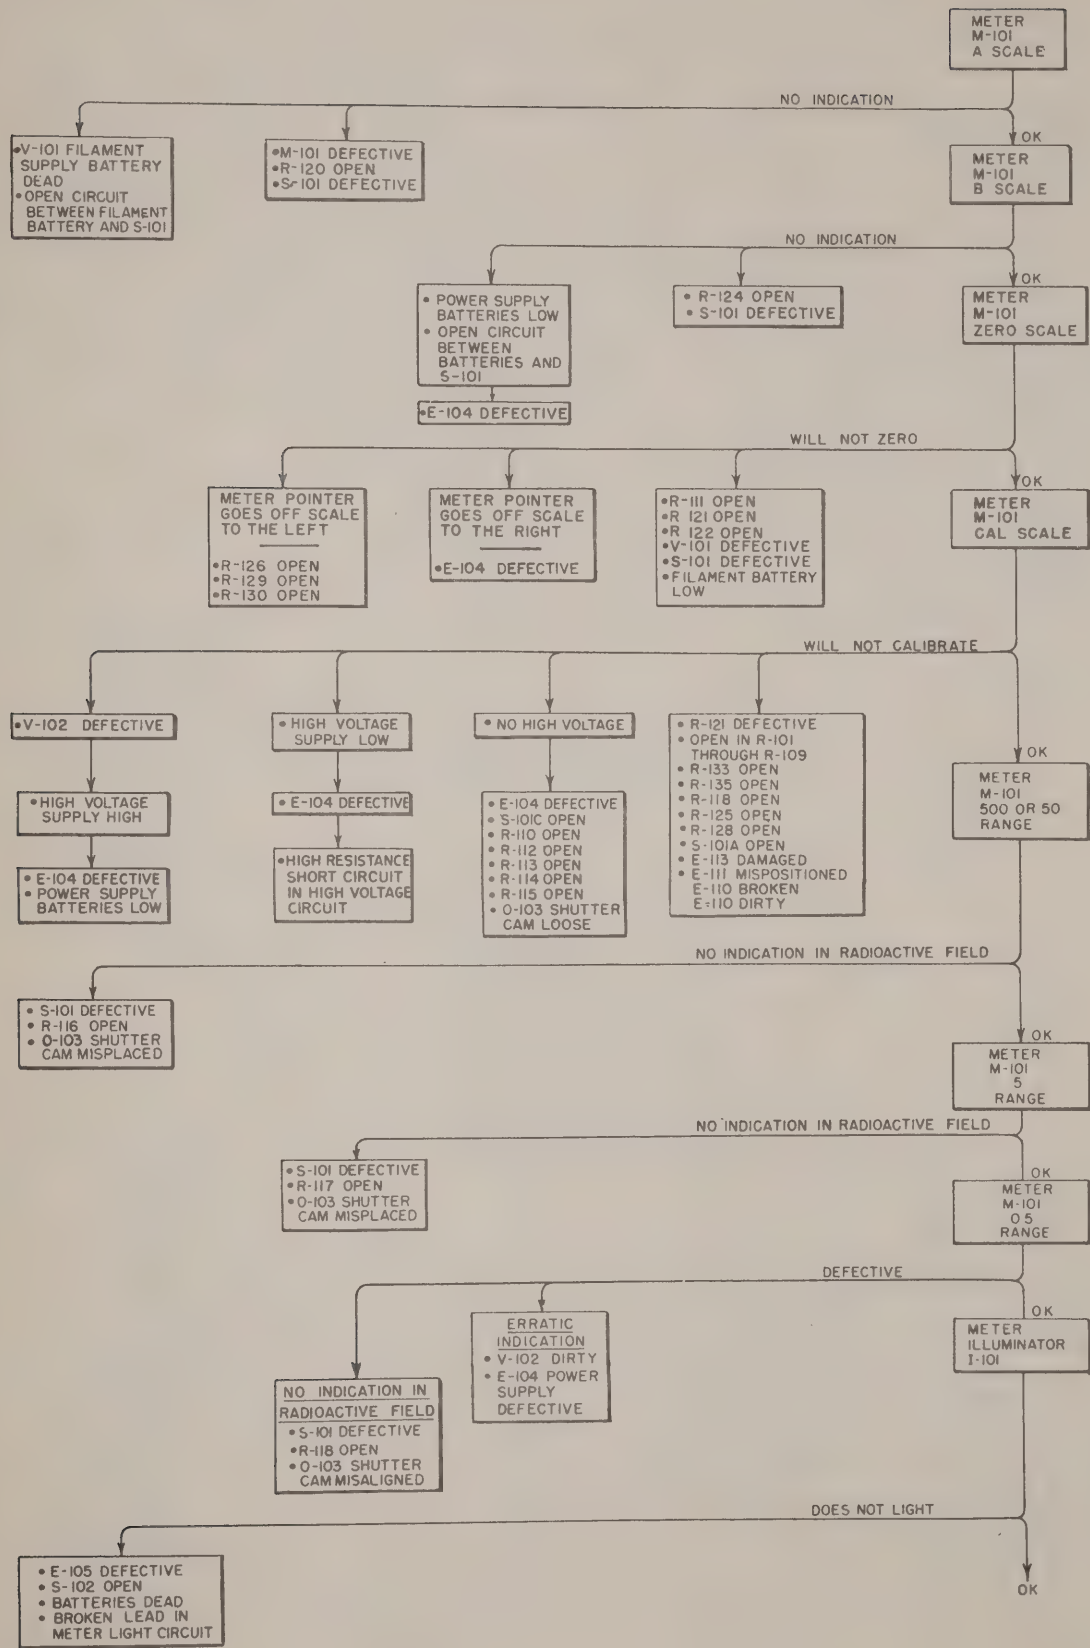 METER
M-101
A SCALE
NO INDICATION
•V-101 FILAMENT
SUPPLY BATTERY
DEAD
•OPEN CIRCUIT
BETWEEN FILAMENT
BATTERY AND S-101
•M-101 DEFECTIVE
•R-120 OPEN
•S-101 DEFECTIVE
OK
METER
M-101
B SCALE
NO INDICATION
• POWER SUPPLY
BATTERIES LOW
• OPEN CIRCUIT
BETWEEN
BATTERIES AND
S-101
•E-104 DEFECTIVE
• R-124 OPEN
• S-101 DEFECTIVE
OK
METER
M-101
ZERO SCALE
WILL NOT ZERO
METER POINTER
GOES OFF SCALE
TO THE LEFT
•R-126 OPEN
•R-129 OPEN
•R-130 OPEN
METER POINTER
GOES OFF SCALE
TO THE RIGHT
•E-104 DEFECTIVE
•R-111 OPEN
•R 121 OPEN
•R 122 OPEN
•V-101 DEFECTIVE
•S-101 DEFECTIVE
•FILAMENT BATTERY
LOW
OK
METER
M-101
CAL SCALE
WILL NOT CALIBRATE
•V-102 DEFECTIVE
•HIGH VOLTAGE
SUPPLY HIGH
• E-104 DEFECTIVE
• POWER SUPPLY
BATTERIES LOW
• HIGH VOLTAGE
SUPPLY LOW
• E-104 DEFECTIVE
•HIGH RESISTANCE
SHORT CIRCUIT
IN HIGH VOLTAGE
CIRCUIT
• NO HIGH VOLTAGE
• E-104 DEFECTIVE
• S-101C OPEN
• R-110 OPEN
• R-112 OPEN
• R-113 OPEN
• R-114 OPEN
• R-115 OPEN
• O-103 SHUTTER
CAM LOOSE
• R-121 DEFECTIVE
• OPEN IN R-101
THROUGH R-109
• R-133 OPEN
• R-135 OPEN
• R-118 OPEN
• R-125 OPEN
• R-128 OPEN
• S-101A OPEN
• E-113 DAMAGED
• E-111 MISPOSITIONED
E-110 BROKEN
E-110 DIRTY
OK
METER
M-101
500 OR 50
RANGE
NO INDICATION IN RADIOACTIVE FIELD
• S-101 DEFECTIVE
• R-116 OPEN
• O-103 SHUTTER
CAM MISPLACED
OK
METER
M-101
5
RANGE
NO INDICATION IN RADIOACTIVE FIELD
• S-101 DEFECTIVE
• R-117 OPEN
• O-103 SHUTTER
CAM MISPLACED
OK
METER
M-101
0 5
RANGE
DEFECTIVE
NO INDICATION IN
RADIOACTIVE FIELD
• S-101 DEFECTIVE
•R-118 OPEN
•O-103 SHUTTER
CAM MISALIGNED
ERRATIC
INDICATION
• V-102 DIRTY
• E-104 POWER
SUPPLY
DEFECTIVE
OK
METER
ILLUMINATOR
I-101
DOES NOT LIGHT
• E-105 DEFECTIVE
• S-102 OPEN
• BATTERIES DEAD
• BROKEN LEAD IN
METER LIGHT CIRCUIT
OK